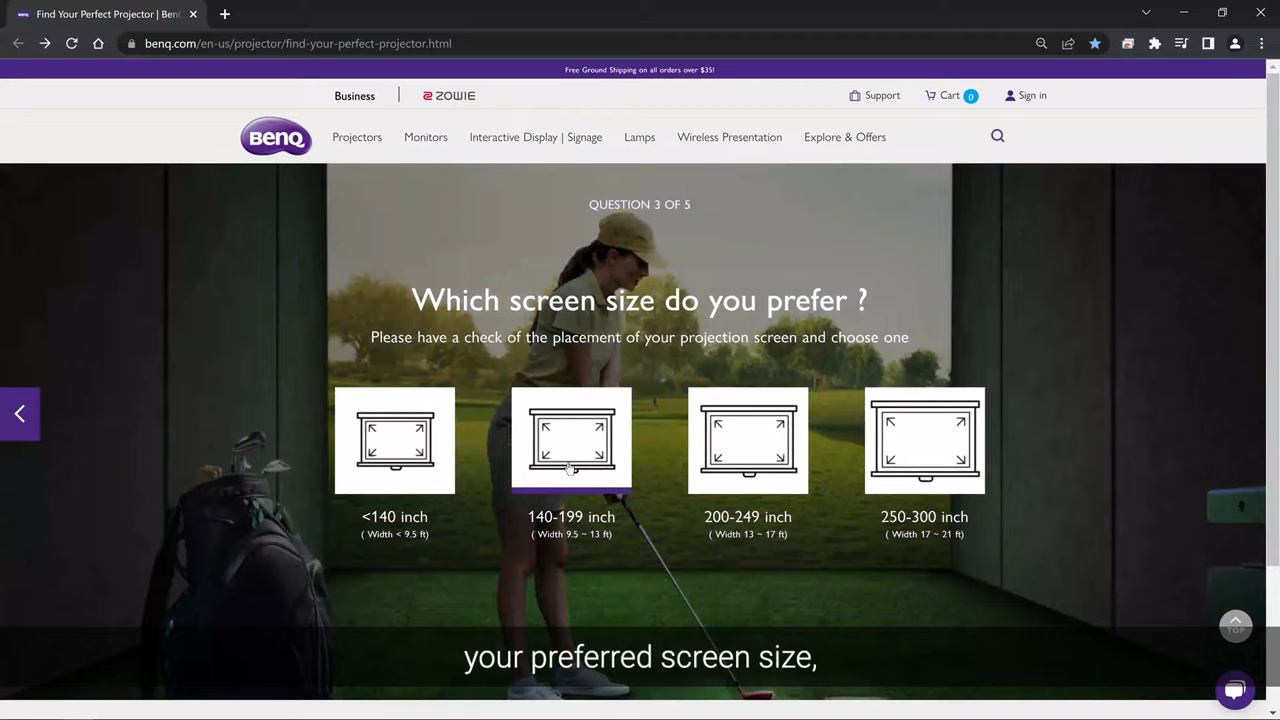 Find Your Perfect Projector | Ben
benq.com/en-us/projector/find-your-perfect-projector.html
Free Ground Shipping on all orders over $35!
Business
ZOWIE
Support
Cart 0
Sign in
BenQ
Projectors
Monitors
Interactive Display | Signage
Lamps
Wireless Presentation
Explore & Offers
QUESTION 3 OF 5
Which screen size do you prefer ?
Please have a check of the placement of your projection screen and choose one
<140 inch
( Width < 9.5 ft)
140-199 inch
( Width 9.5 ~ 13 ft)
200-249 inch
( Width 13 ~ 17 ft)
250-300 inch
( Width 17 ~ 21 ft)
TOP
your preferred screen size,